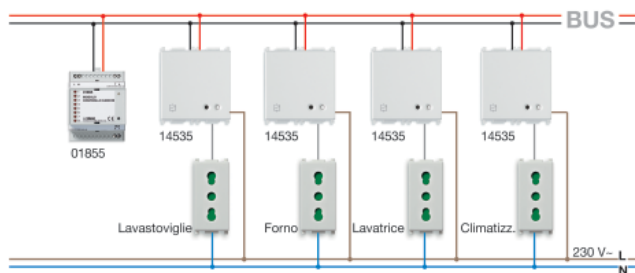 BUS
01855
14535
14535
14535
14535
Lavastoviglie
Forno
Lavatrice
Climatizz.
230 V~ L
N